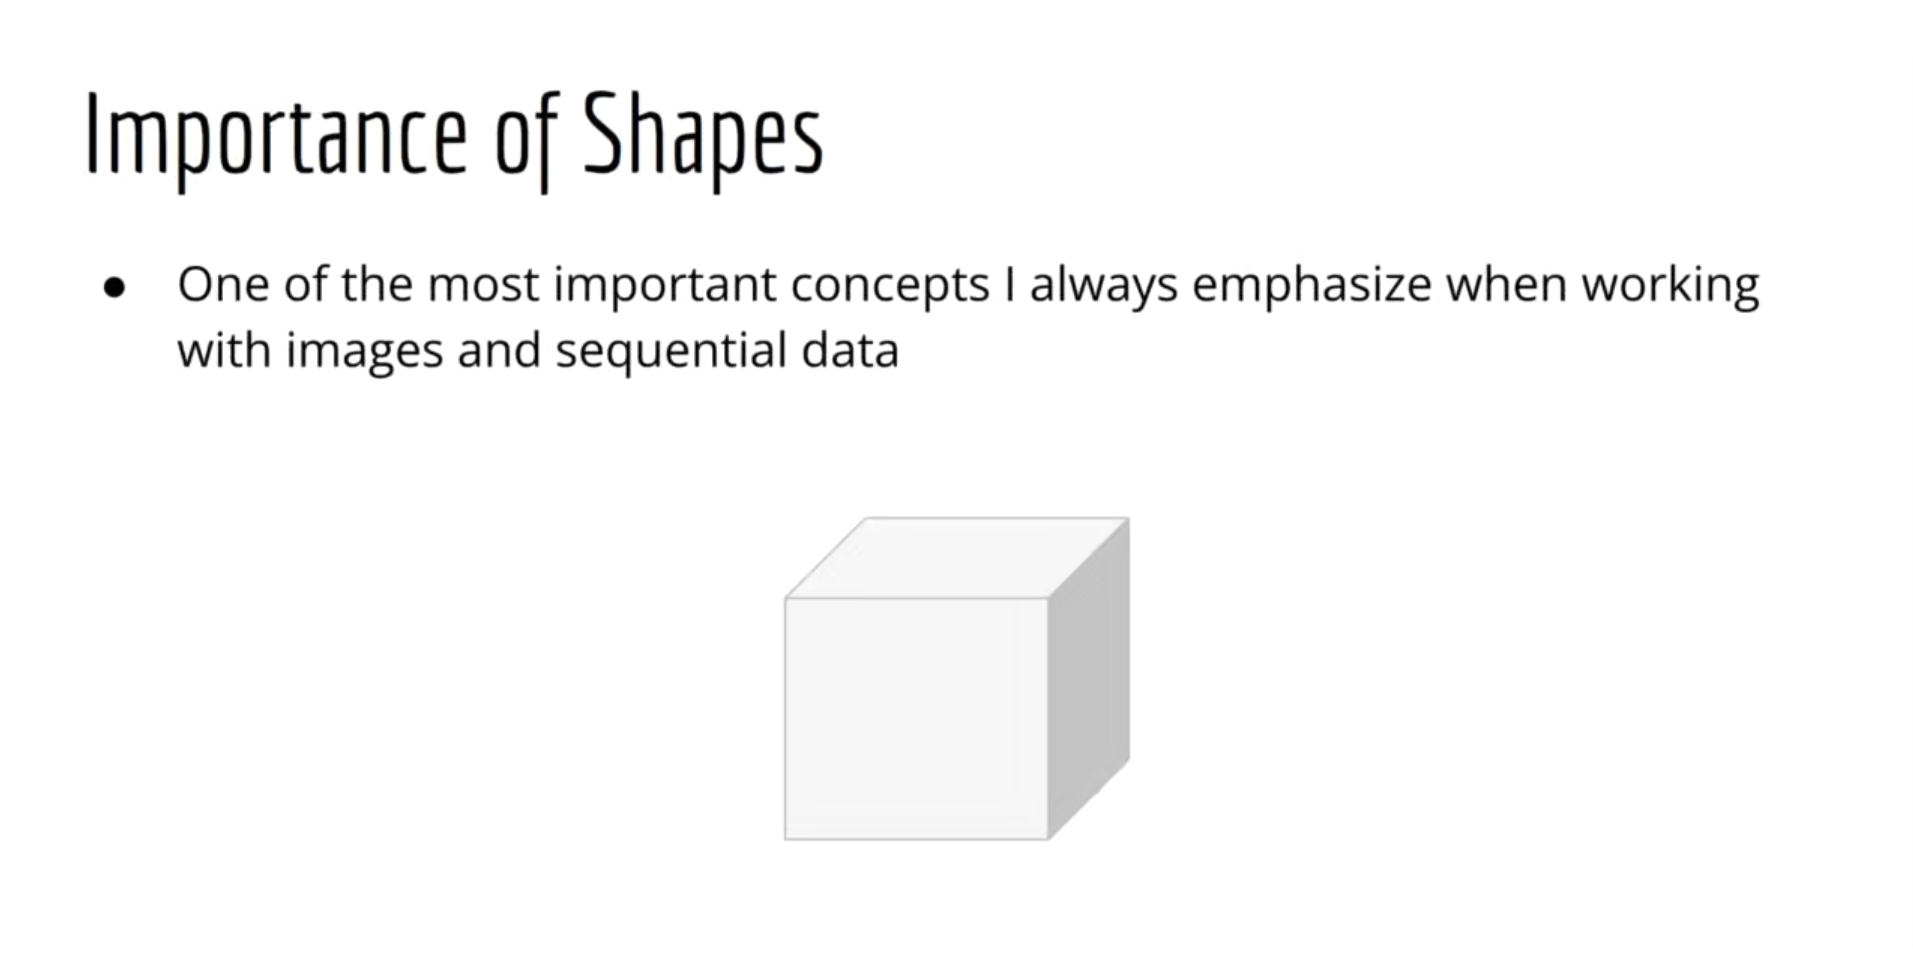 Importance of Shapes
● One of the most important concepts I always emphasize when working
with images and sequential data